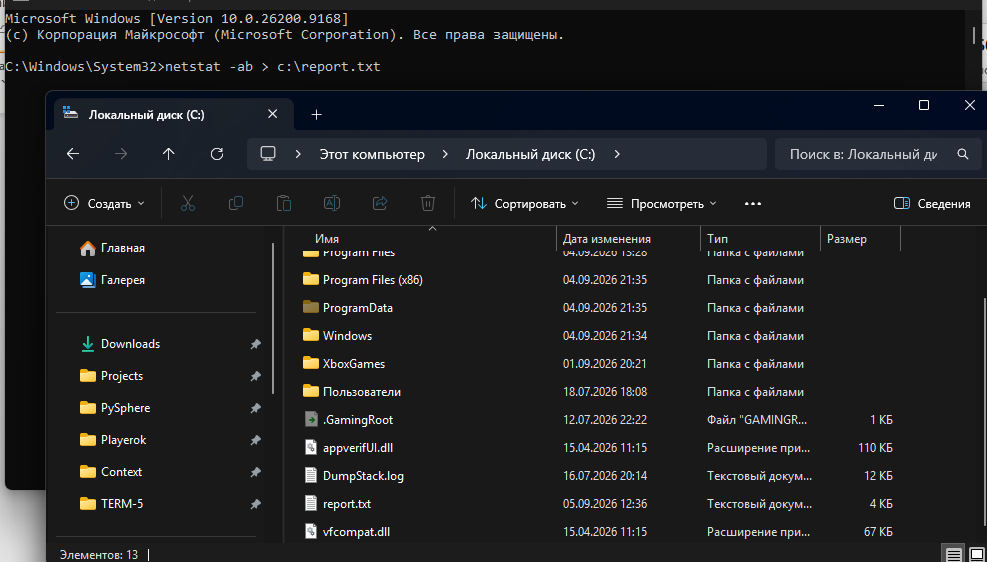 Microsoft Windows [Version 10.0.26200.9168]
(c) Корпорация Майкрософт (Microsoft Corporation). Все права защищены.
C:\Windows\System32>netstat -ab > c:\report.txt
Локальный диск (C:)
Этот компьютер > Локальный диск (C:) >
Поиск в: Локальный ди
Создать
Сортировать
Просмотреть
Сведения
Главная
Галерея
Downloads
Projects
PySphere
Playerok
Context
TERM-5
Имя Дата изменения Тип Размер
Program Files 04.09.2026 13:28 Папка с файлами
Program Files (x86) 04.09.2026 21:35 Папка с файлами
ProgramData 04.09.2026 21:35 Папка с файлами
Windows 04.09.2026 21:34 Папка с файлами
XboxGames 01.09.2026 20:21 Папка с файлами
Пользователи 18.07.2026 18:08 Папка с файлами
.GamingRoot 12.07.2026 22:22 Файл "GAMINGR... 1 КБ
appverifUI.dll 15.04.2026 11:15 Расширение при... 110 КБ
DumpStack.log 16.07.2026 20:14 Текстовый докум... 12 КБ
report.txt 05.09.2026 12:36 Текстовый докум... 4 КБ
vfcompat.dll 15.04.2026 11:15 Расширение при... 67 КБ
Элементов: 13